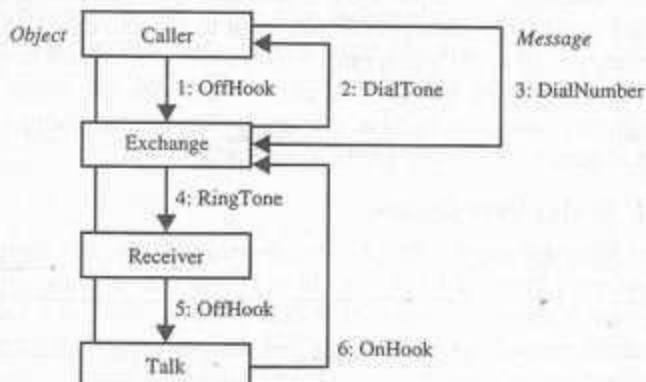 Object
Caller
Message
1: OffHook
2: DialTone
3: DialNumber
Exchange
4: RingTone
Receiver
5: OffHook
6: OnHook
Talk